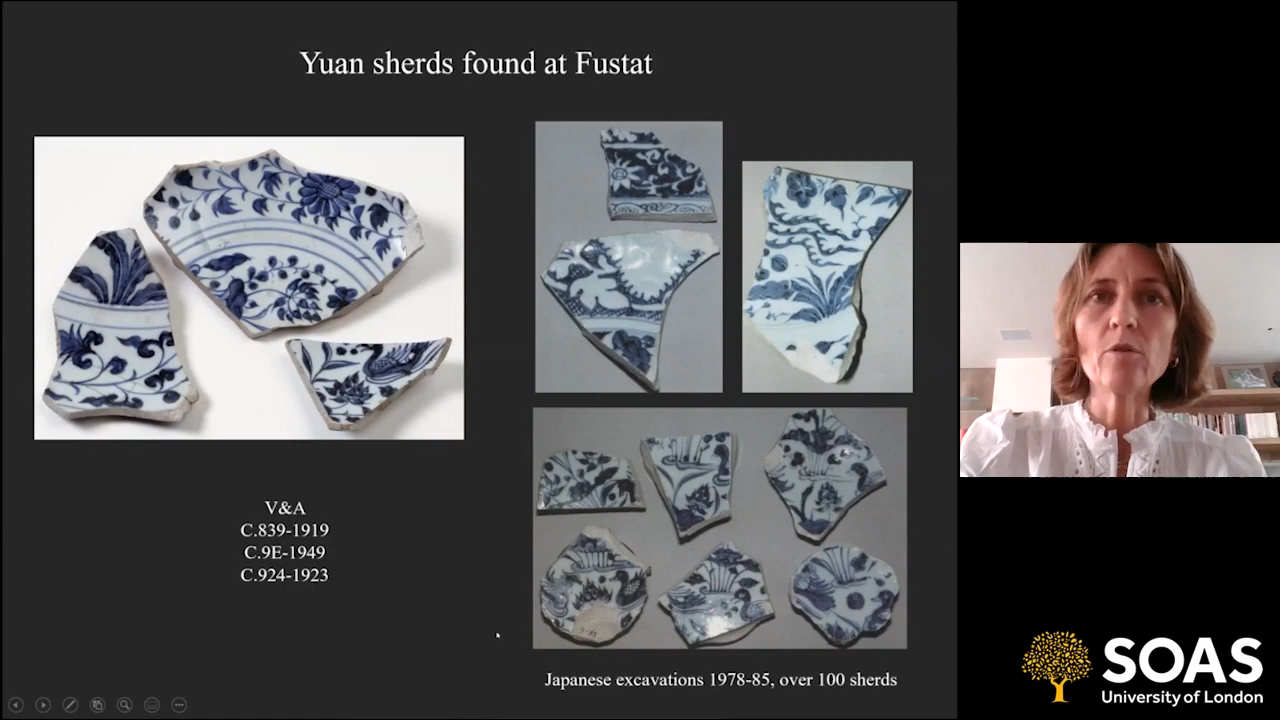 Yuan sherds found at Fustat
V&A
C.839-1919
C.9E-1949
C.924-1923
Japanese excavations 1978-85, over 100 sherds
SOAS
University of London